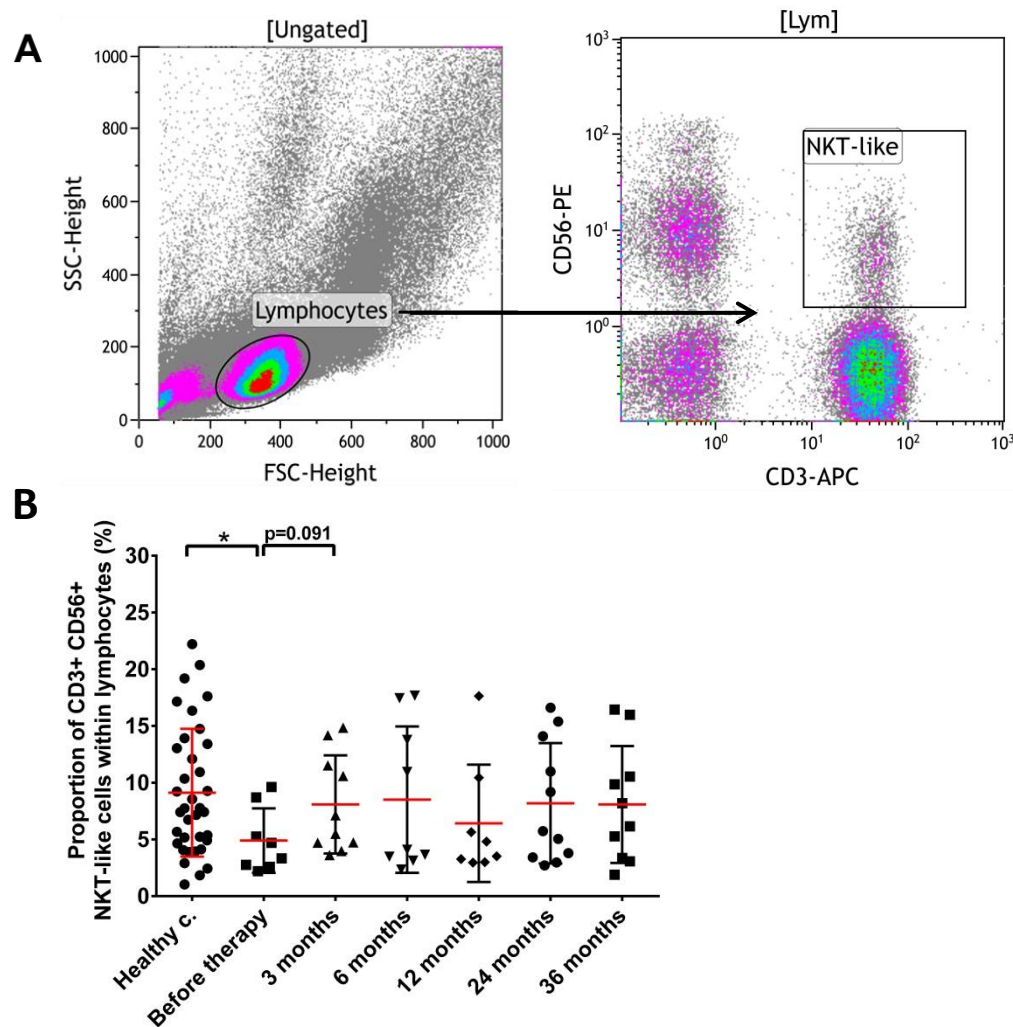 A
[Ungated]
1000
800
600
400
200
0
SSC-Height
Lymphocytes
0 200 400 600 800 1000
FSC-Height
[Lym]
10³
10²
10¹
10⁰
CD56-PE
NKT-like
10⁰ 10¹ 10² 10³
CD3-APC
B
* p=0.091
30
25
20
15
10
5
0
Proportion of CD3+ CD56+
NKT-like cells within lymphocytes (%)
Healthy c.
Before therapy
3 months
6 months
12 months
24 months
36 months